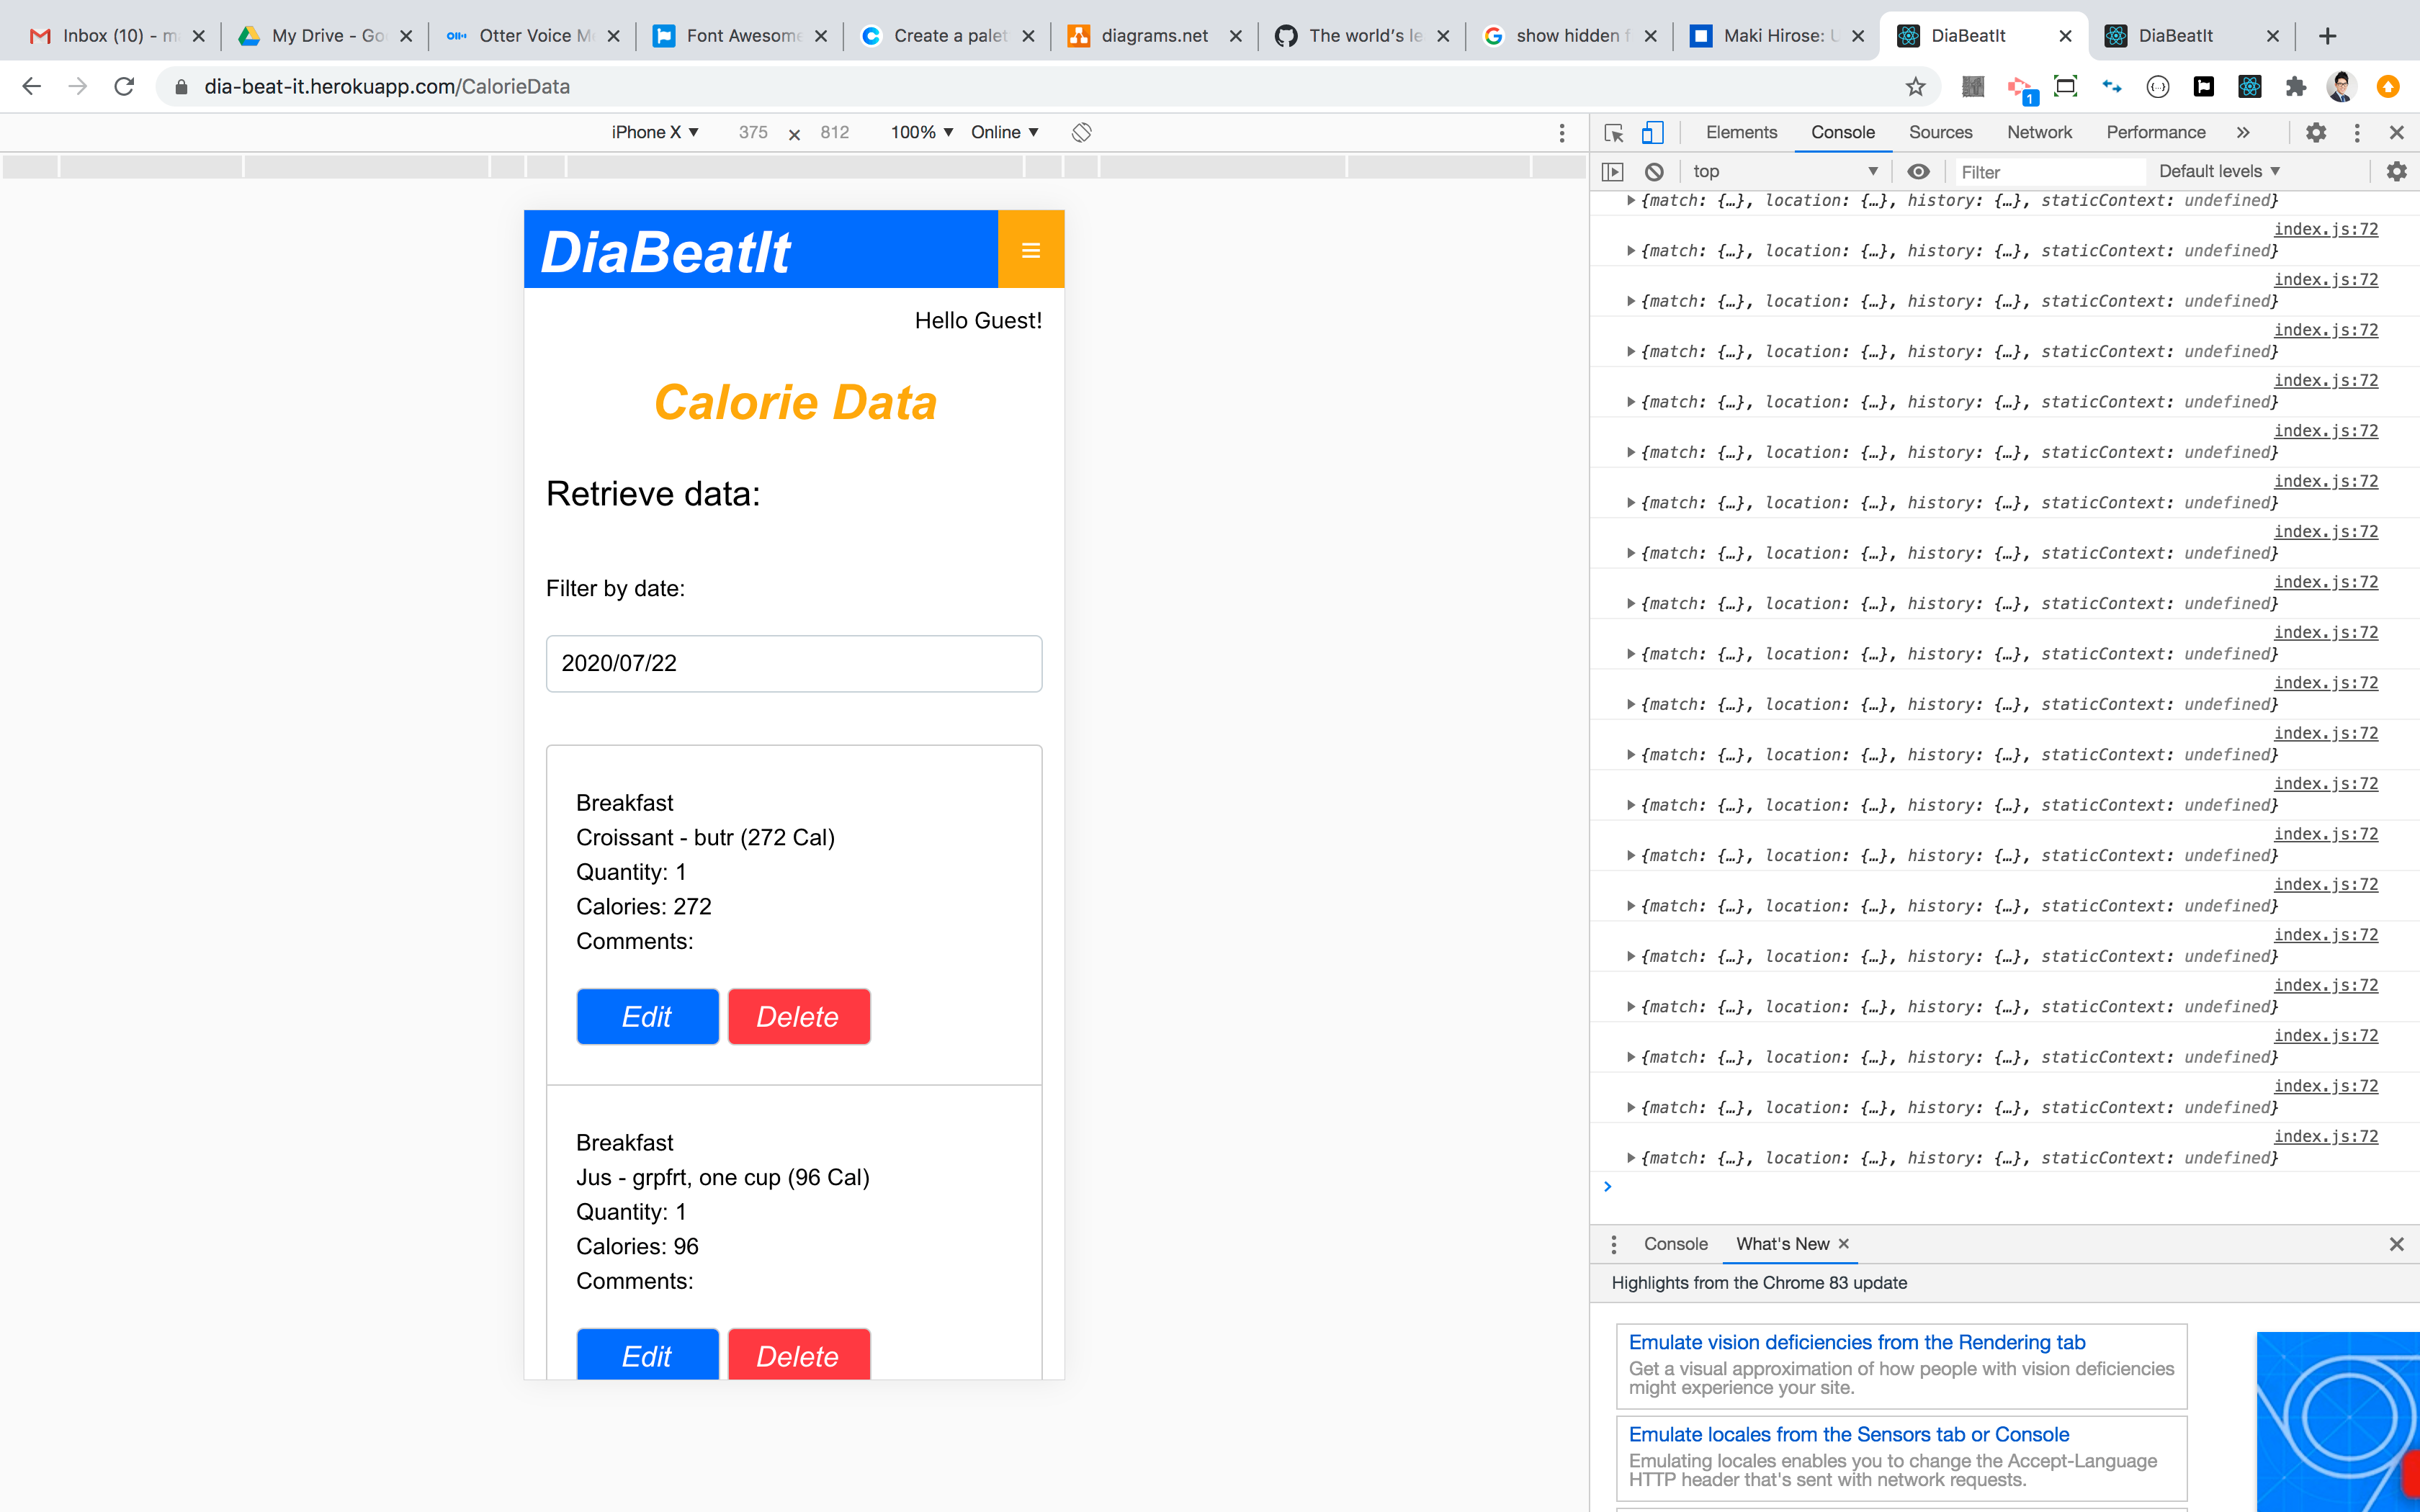 Inbox (10) - m
My Drive - Go
Otter Voice M
Font Awesome
Create a palet
diagrams.net
The world's le
show hidden f
Maki Hirose: U
DiaBeatIt
DiaBeatIt
dia-beat-it.herokuapp.com/CalorieData
1
iPhone X ▼ 375 × 812 100% ▼ Online ▼
Elements Console Sources Network Performance »
top ▼ Filter Default levels ▼
DiaBeatIt
Hello Guest!
Calorie Data
Retrieve data:
Filter by date:
2020/07/22
Breakfast
Croissant - butr (272 Cal)
Quantity: 1
Calories: 272
Comments:
Edit Delete
Breakfast
Jus - grpfrt, one cup (96 Cal)
Quantity: 1
Calories: 96
Comments:
Edit Delete
{match: {…}, location: {…}, history: {…}, staticContext: undefined}
index.js:72
{match: {…}, location: {…}, history: {…}, staticContext: undefined}
index.js:72
{match: {…}, location: {…}, history: {…}, staticContext: undefined}
index.js:72
{match: {…}, location: {…}, history: {…}, staticContext: undefined}
index.js:72
{match: {…}, location: {…}, history: {…}, staticContext: undefined}
index.js:72
{match: {…}, location: {…}, history: {…}, staticContext: undefined}
index.js:72
{match: {…}, location: {…}, history: {…}, staticContext: undefined}
index.js:72
{match: {…}, location: {…}, history: {…}, staticContext: undefined}
index.js:72
{match: {…}, location: {…}, history: {…}, staticContext: undefined}
index.js:72
{match: {…}, location: {…}, history: {…}, staticContext: undefined}
index.js:72
{match: {…}, location: {…}, history: {…}, staticContext: undefined}
index.js:72
{match: {…}, location: {…}, history: {…}, staticContext: undefined}
index.js:72
{match: {…}, location: {…}, history: {…}, staticContext: undefined}
index.js:72
{match: {…}, location: {…}, history: {…}, staticContext: undefined}
index.js:72
{match: {…}, location: {…}, history: {…}, staticContext: undefined}
index.js:72
{match: {…}, location: {…}, history: {…}, staticContext: undefined}
index.js:72
{match: {…}, location: {…}, history: {…}, staticContext: undefined}
index.js:72
{match: {…}, location: {…}, history: {…}, staticContext: undefined}
index.js:72
{match: {…}, location: {…}, history: {…}, staticContext: undefined}
index.js:72
{match: {…}, location: {…}, history: {…}, staticContext: undefined}
Console What's New
Highlights from the Chrome 83 update
Emulate vision deficiencies from the Rendering tab
Get a visual approximation of how people with vision deficiencies
might experience your site.
Emulate locales from the Sensors tab or Console
Emulating locales enables you to change the Accept-Language
HTTP header that's sent with network requests.